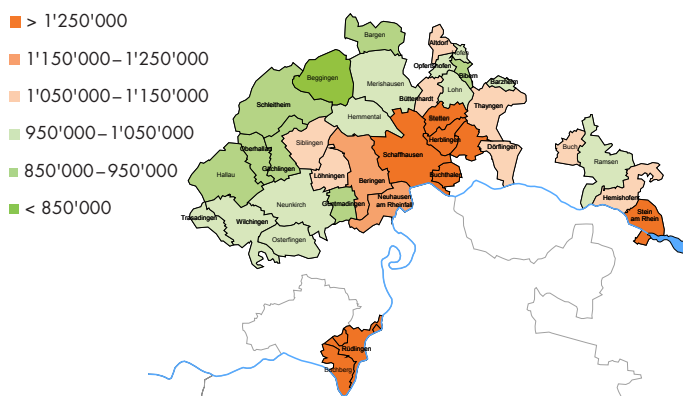 > 1'250'000
1'150'000–1'250'000
1'050'000–1'150'000
950'000–1'050'000
850'000–950'000
< 850'000
Bargen
Altdorf
Hofen
Beggingen
Opfertshofen
Bibern
Merishausen
Barzheim
Lohn
Schleitheim
Büttenhardt
Thayngen
Hemmental
Stetten
Siblingen
Herblingen
Oberhallau
Schaffhausen
Dörflingen
Buch
Gächlingen
Ramsen
Hallau
Löhningen
Beringen
Buchthalen
Neuhausen
am Rheinfall
Hemishofen
Neunkirch
Guntmadingen
Stein
am Rhein
Trasadingen
Wilchingen
Osterfingen
Rüdlingen
Buchberg